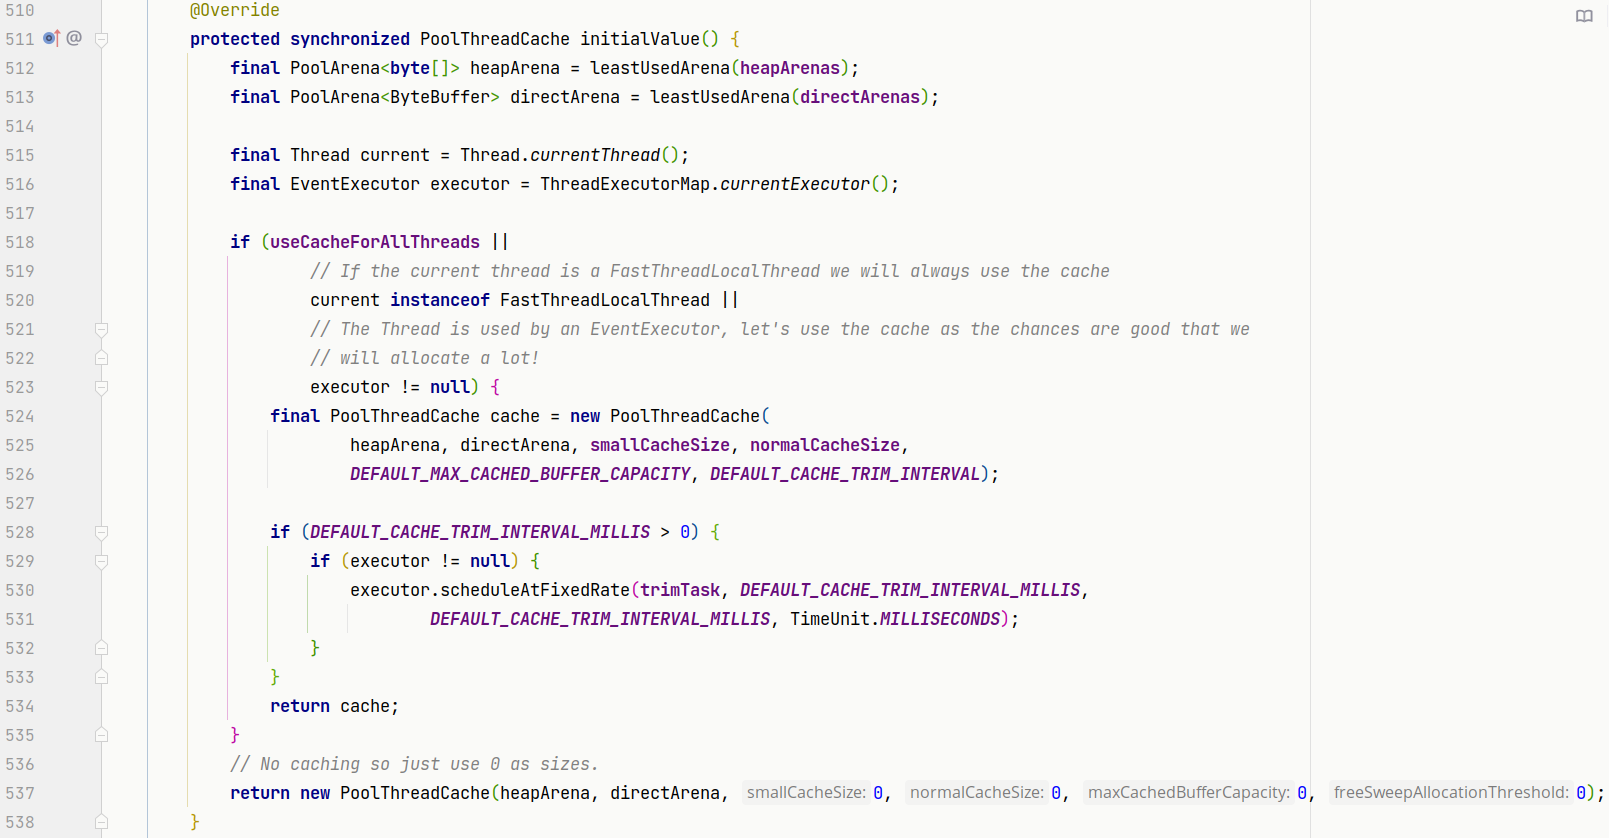 510 @Override
511 @ protected synchronized PoolThreadCache initialValue() {
512 final PoolArena<byte[]> heapArena = leastUsedArena(heapArenas);
513 final PoolArena<ByteBuffer> directArena = leastUsedArena(directArenas);
514
515 final Thread current = Thread.currentThread();
516 final EventExecutor executor = ThreadExecutorMap.currentExecutor();
517
518 if (useCacheForAllThreads ||
519 // If the current thread is a FastThreadLocalThread we will always use the cache
520 current instanceof FastThreadLocalThread ||
521 // The Thread is used by an EventExecutor, let's use the cache as the chances are good that we
522 // will allocate a lot!
523 executor != null) {
524 final PoolThreadCache cache = new PoolThreadCache(
525 heapArena, directArena, smallCacheSize, normalCacheSize,
526 DEFAULT_MAX_CACHED_BUFFER_CAPACITY, DEFAULT_CACHE_TRIM_INTERVAL);
527
528 if (DEFAULT_CACHE_TRIM_INTERVAL_MILLIS > 0) {
529 if (executor != null) {
530 executor.scheduleAtFixedRate(trimTask, DEFAULT_CACHE_TRIM_INTERVAL_MILLIS,
531 DEFAULT_CACHE_TRIM_INTERVAL_MILLIS, TimeUnit.MILLISECONDS);
532 }
533 }
534 return cache;
535 }
536 // No caching so just use 0 as sizes.
537 return new PoolThreadCache(heapArena, directArena, smallCacheSize: 0, normalCacheSize: 0, maxCachedBufferCapacity: 0, freeSweepAllocationThreshold: 0);
538 }